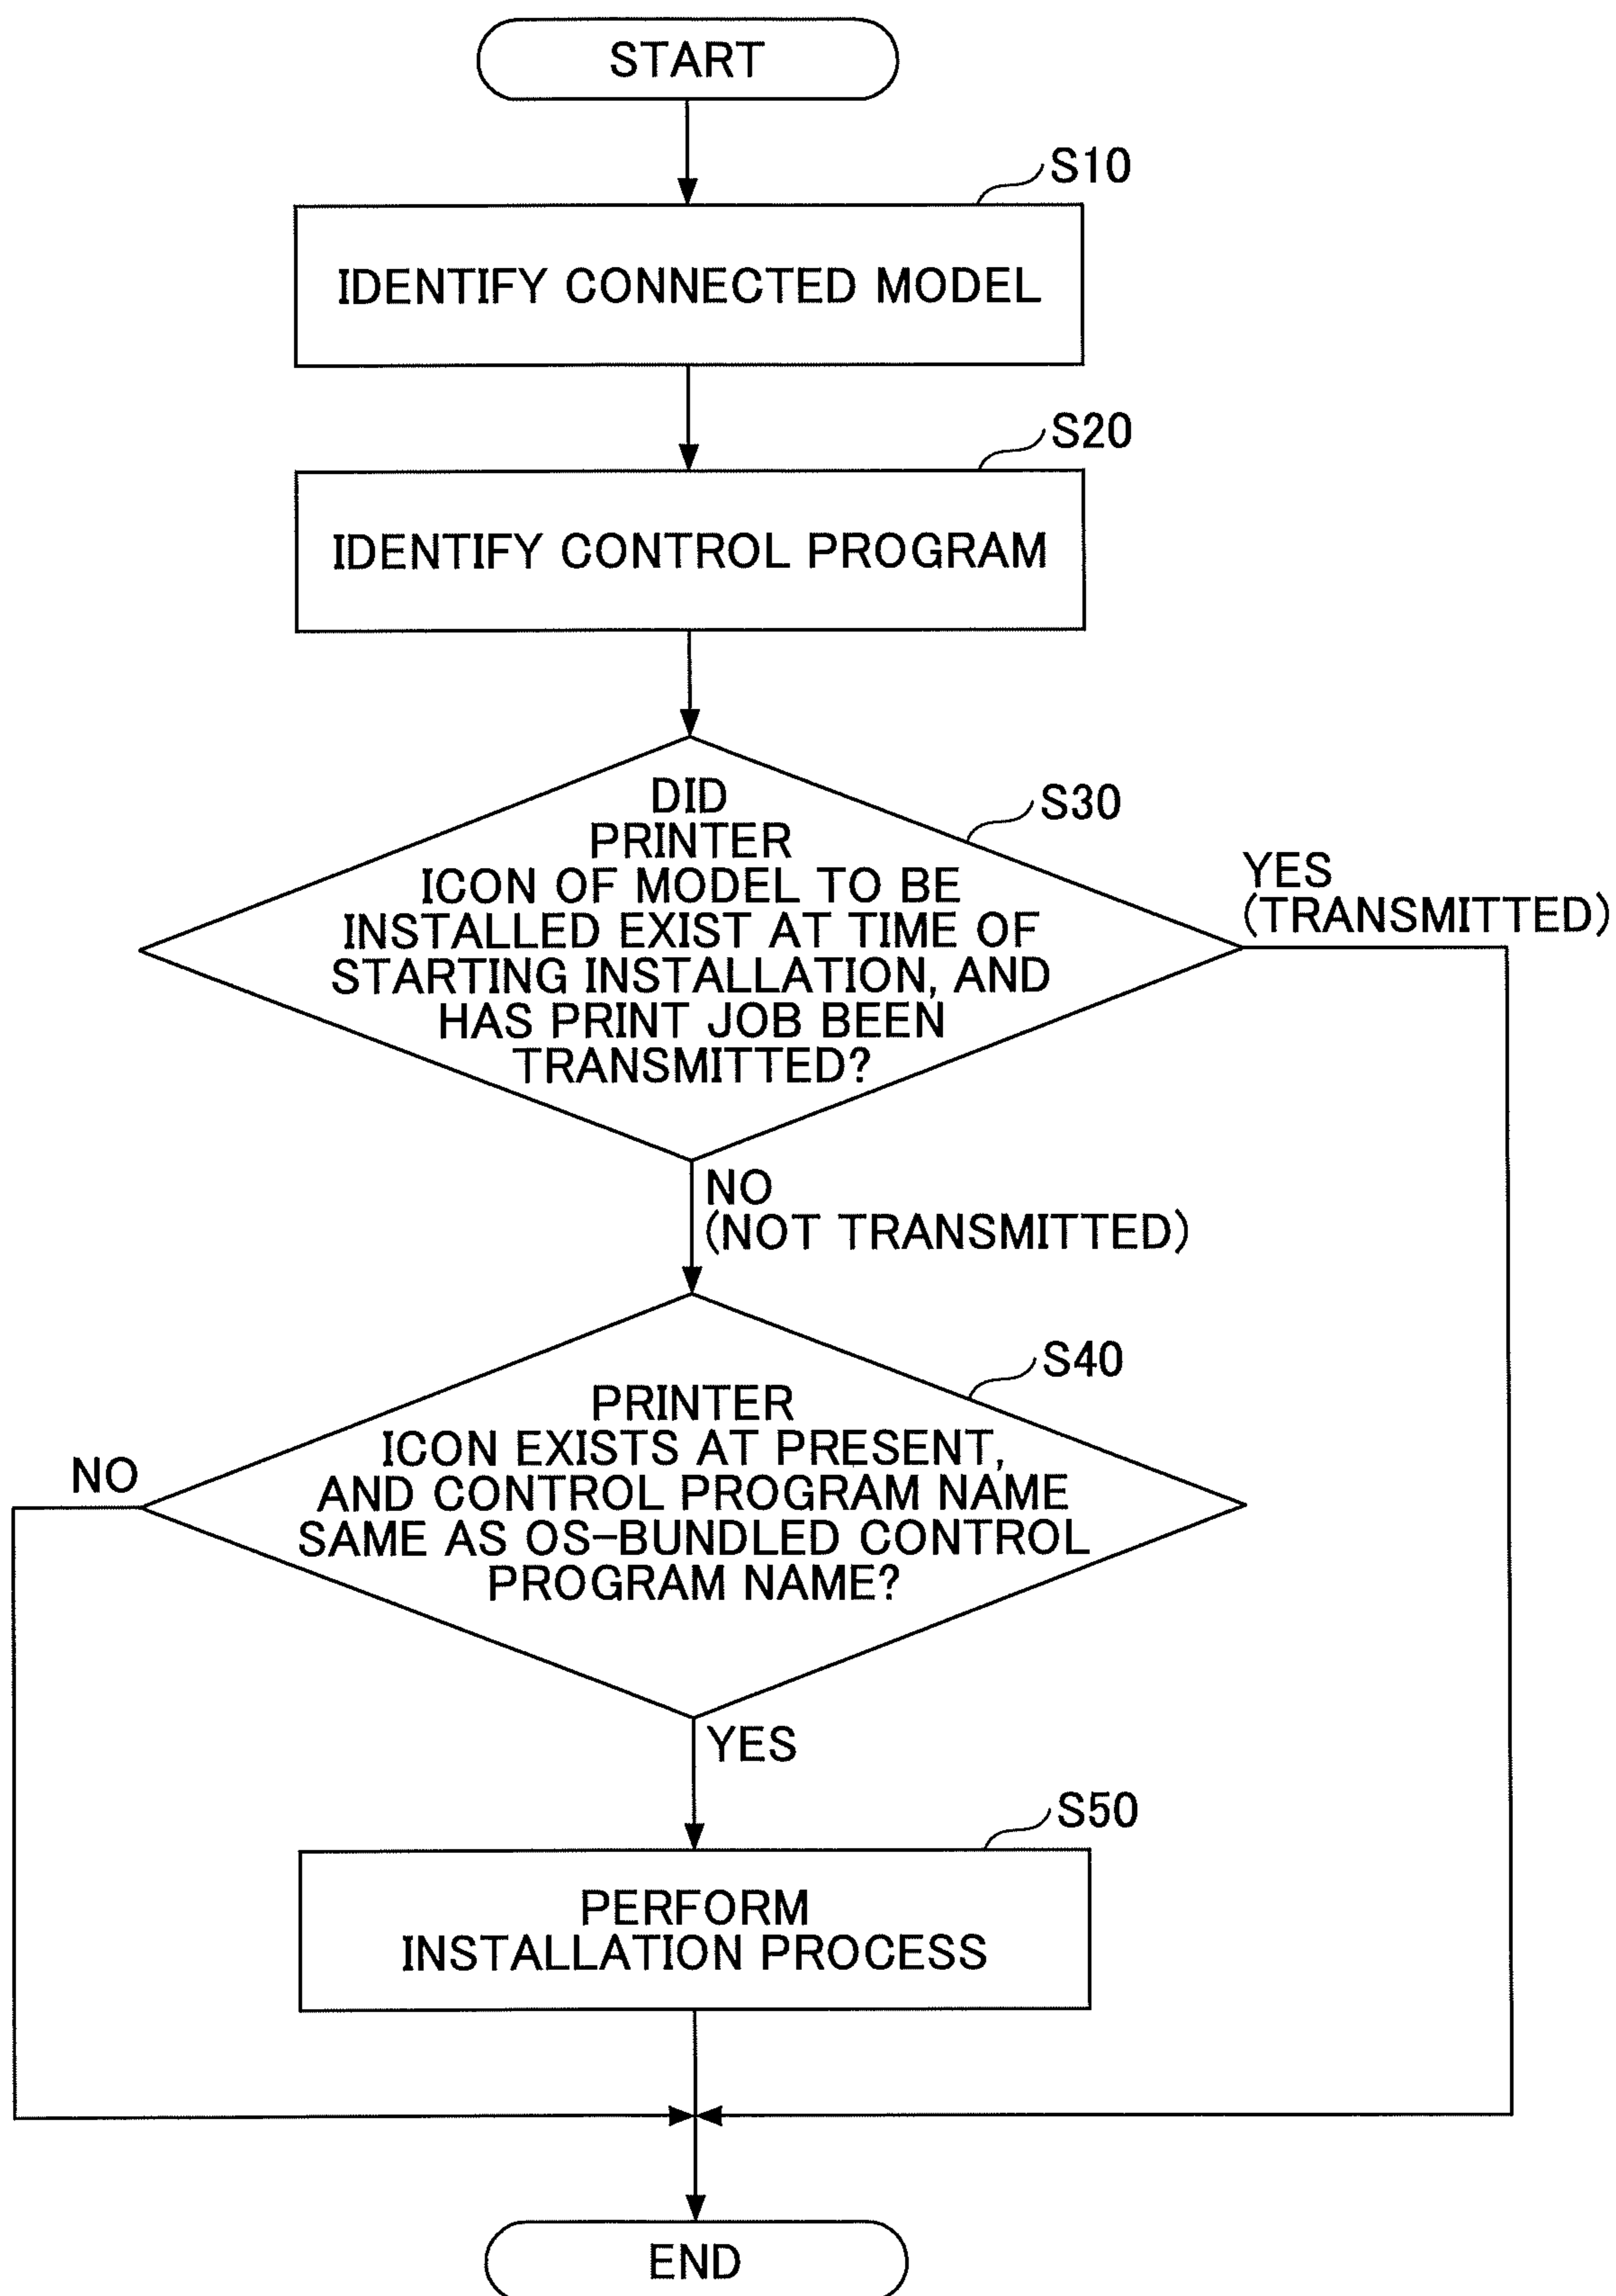 START
S10
IDENTIFY CONNECTED MODEL
S20
IDENTIFY CONTROL PROGRAM
S30
DID
PRINTER
ICON OF MODEL TO BE
INSTALLED EXIST AT TIME OF
STARTING INSTALLATION, AND
HAS PRINT JOB BEEN
TRANSMITTED?
YES
(TRANSMITTED)
NO
(NOT TRANSMITTED)
S40
PRINTER
ICON EXISTS AT PRESENT,
AND CONTROL PROGRAM NAME
SAME AS OS-BUNDLED CONTROL
PROGRAM NAME?
NO
YES
S50
PERFORM
INSTALLATION PROCESS
END